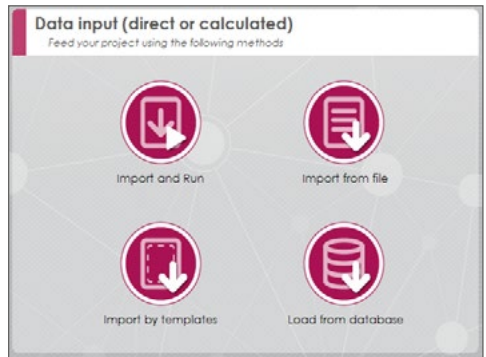 Data input (direct or calculated)
Feed your project using the following methods
Import and Run
Import from file
Import by templates
Load from database